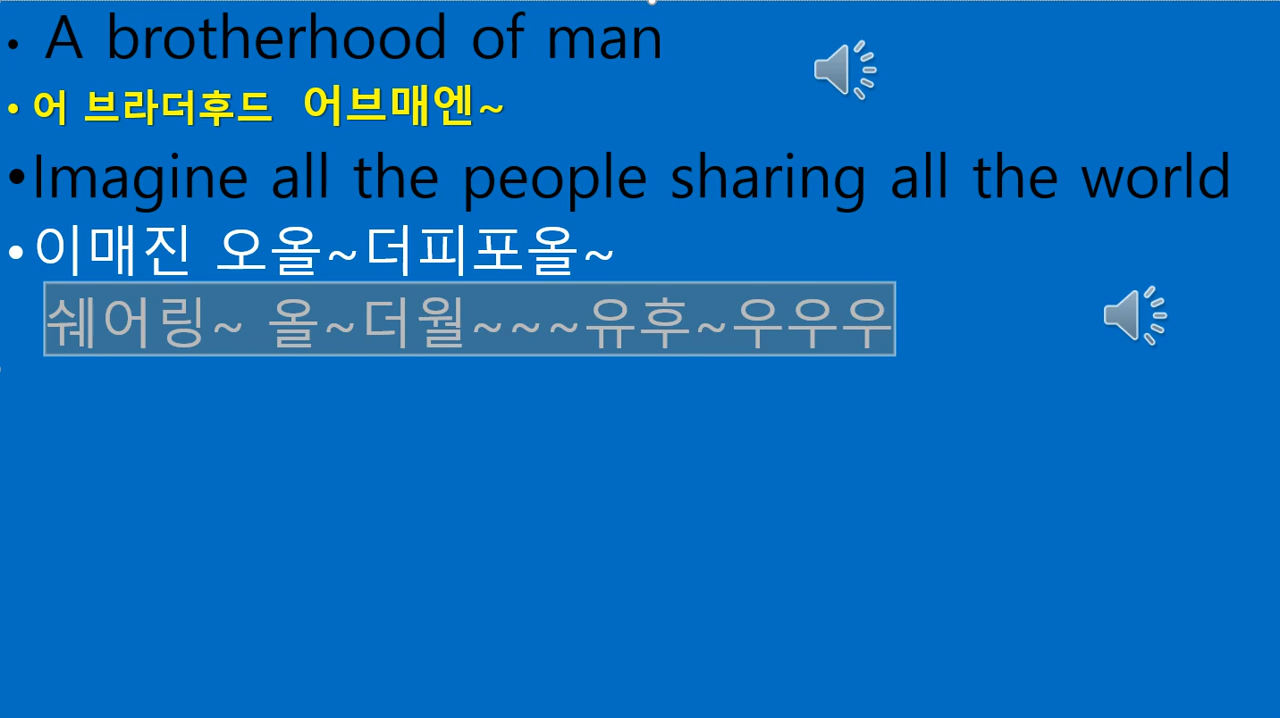 • A brotherhood of man
• 어 브라더후드 어브매엔~
•Imagine all the people sharing all the world
•이매진 오올~더피포올~
쉐어링~ 올~더월~~~유후~우우우